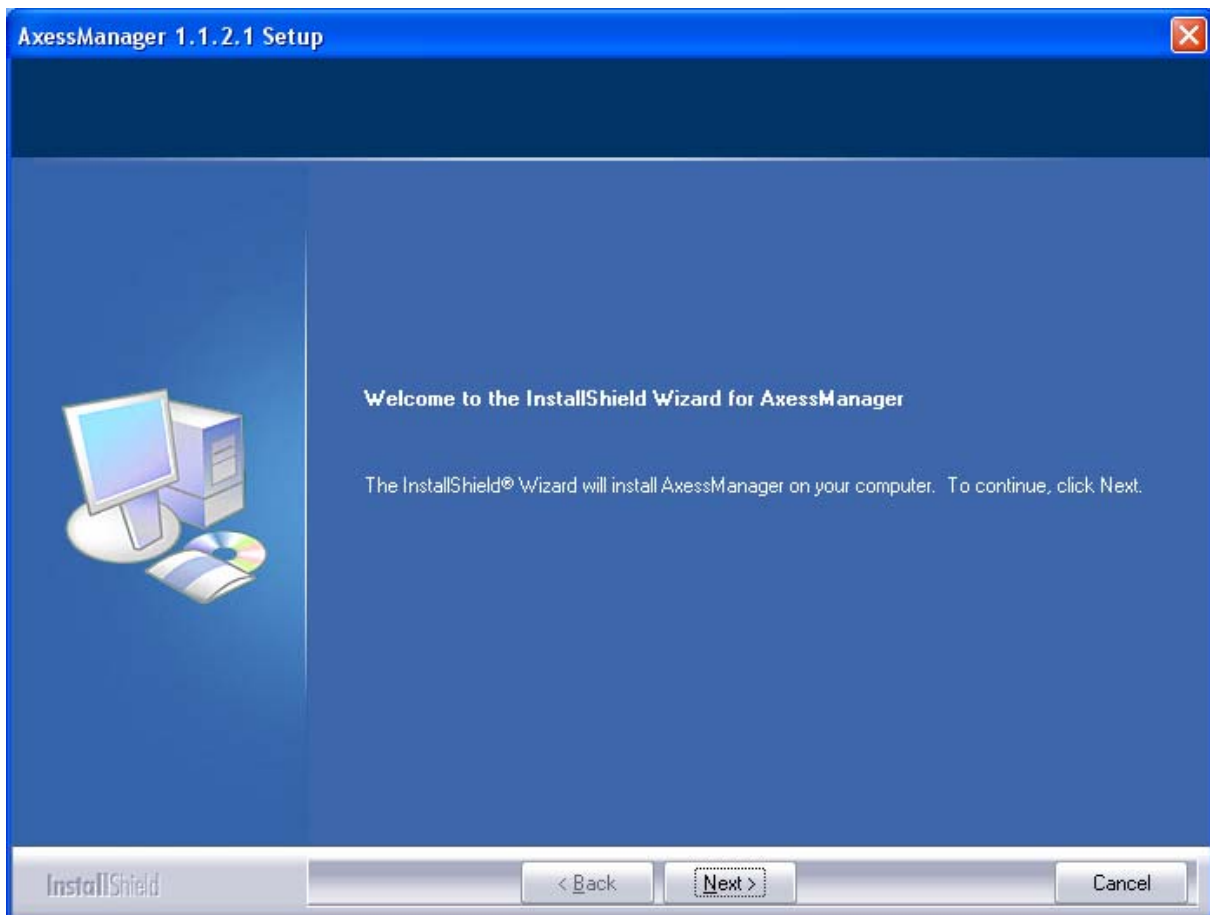 AxessManager 1.1.2.1 Setup
Welcome to the InstallShield Wizard for AxessManager
The InstallShield® Wizard will install AxessManager on your computer.  To continue, click Next.
InstallShield
< Back
Next >
Cancel